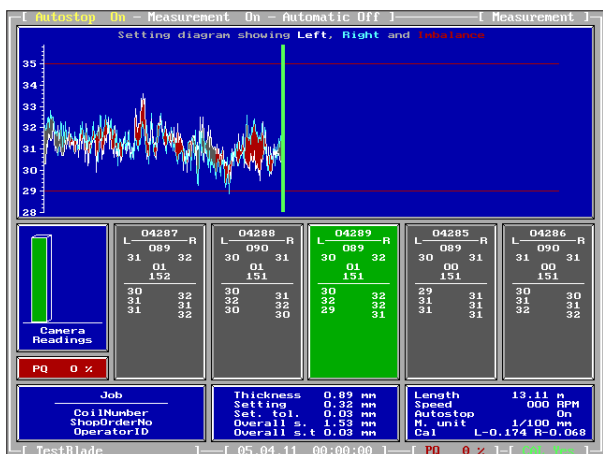 [ Autostop On - Measurement On - Automatic Off ] [ Measurement ]
Setting diagram showing Left, Right and Imbalance
35
34
33
32
31
30
29
28
04287 04288 04289 04285 04286
L R L R L R L R L R
089 090 089 089 090
31 32 30 31 30 32 30 31 30 31
01 01 01 00 00
152 151 152 151 151
30 30 30 29 30
32 31 32 31 30
31 32 32 31 31
32 32 31 31 31
31 30 29 31 32
32 30 31 32 32
Camera
Readings
PQ 0 %
Job
CoilNumber
ShopOrderNo
OperatorID
Thickness 0.89 mm
Setting 0.32 mm
Set. tol. 0.03 mm
Overall s. 1.53 mm
Overall s.t 0.03 mm
Length 13.11 m
Speed 000 RPM
Autostop On
M. unit 1/100 mm
Cal L-0.174 R-0.068
[ TestBlade ] [ 05.04.11 00:00:00 ] [ PQ 0 % ] [ Yes ]